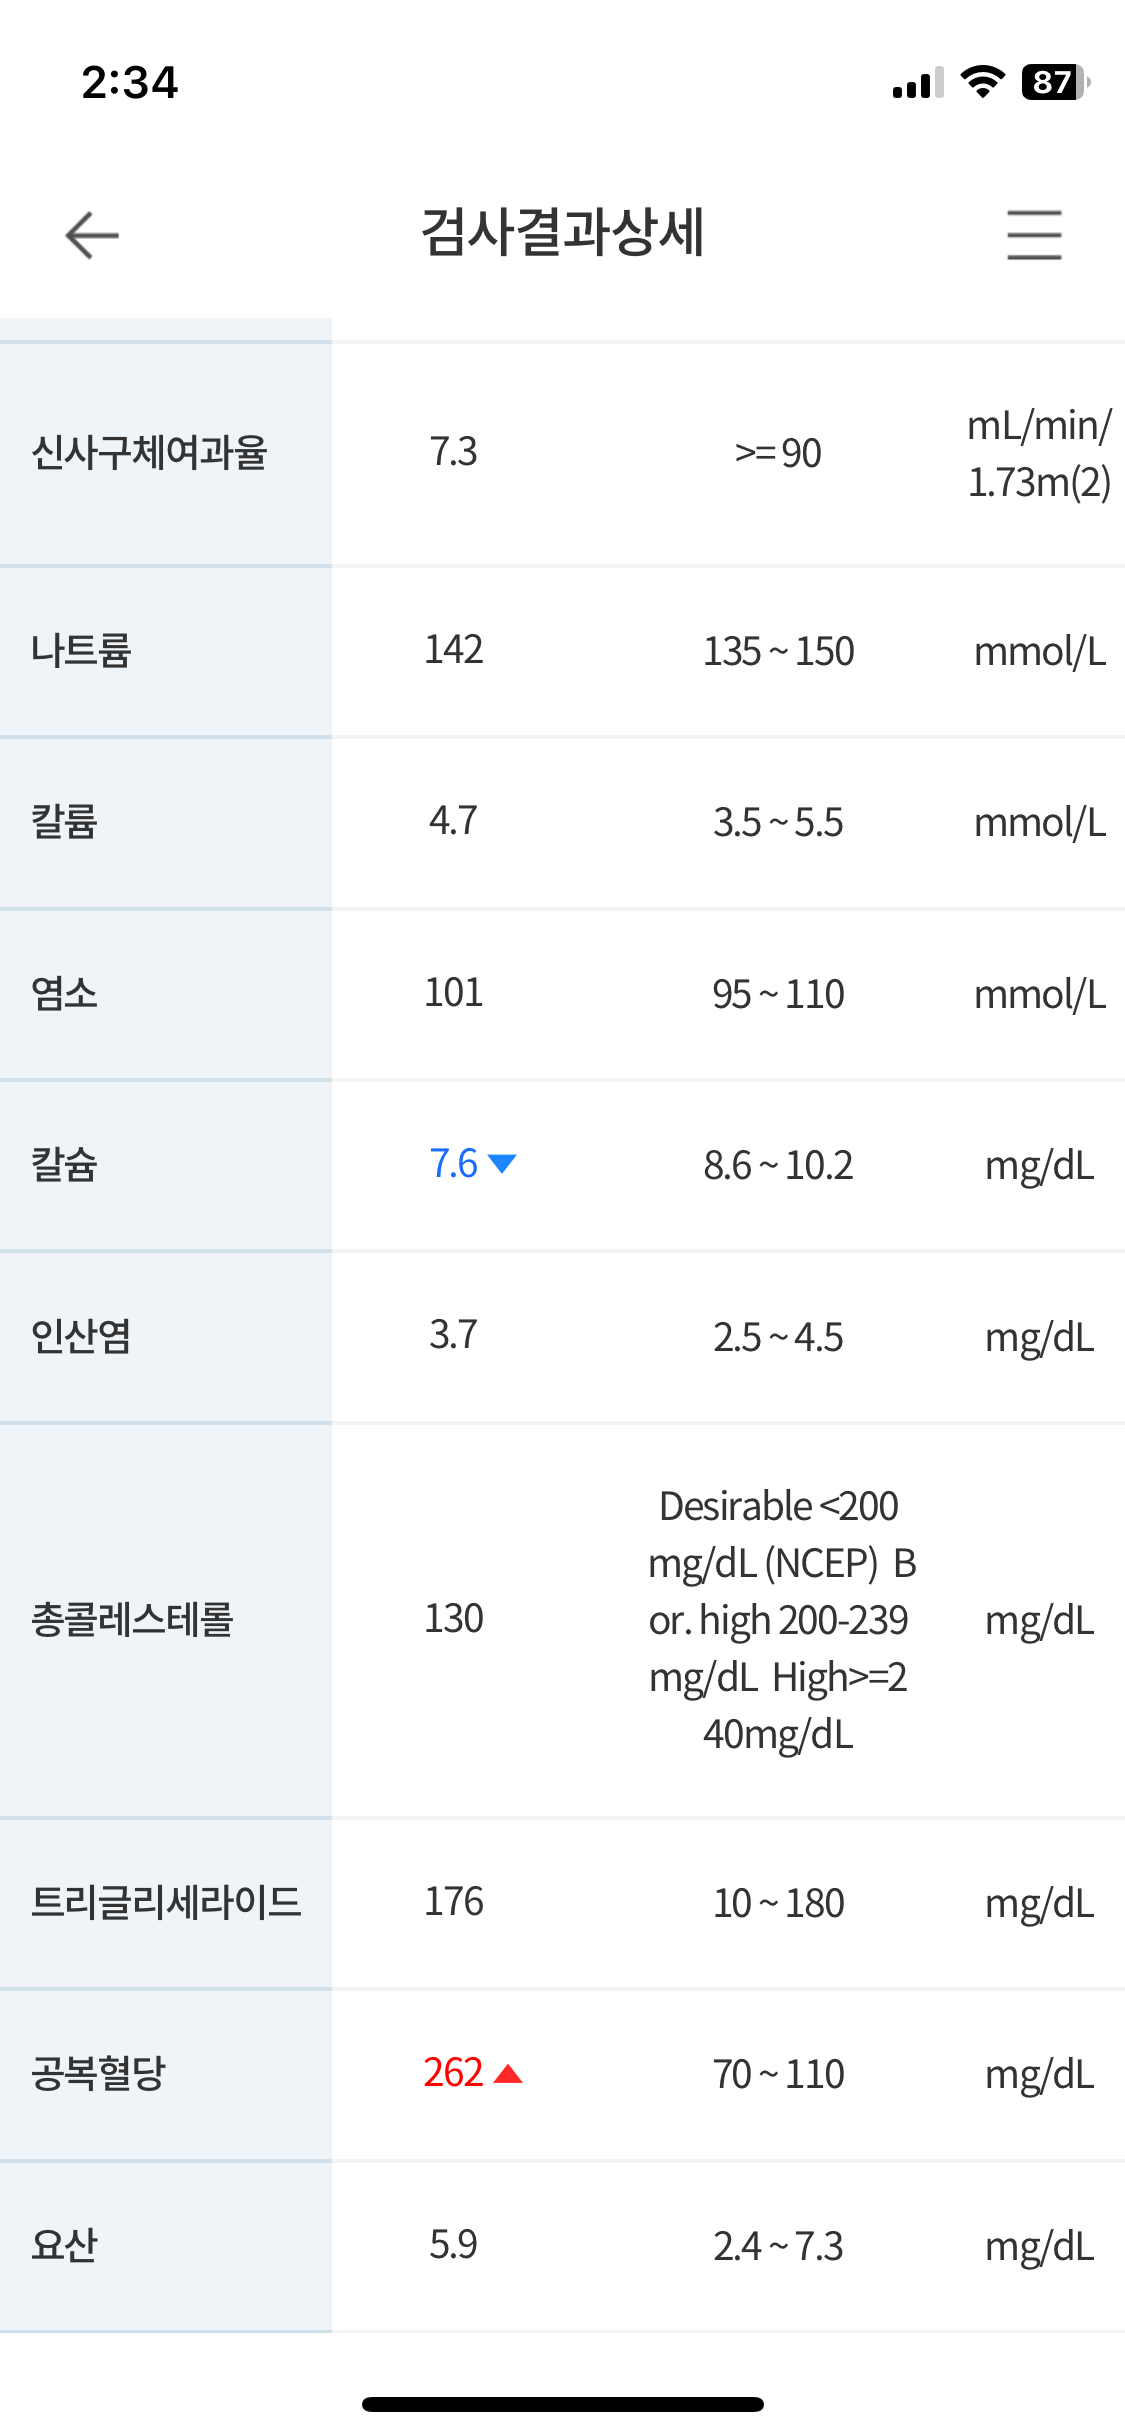 2:34
87
검사결과상세
신사구체여과율 7.3 >= 90 mL/min/
1.73m(2)
나트륨 142 135 ~ 150 mmol/L
칼륨 4.7 3.5 ~ 5.5 mmol/L
염소 101 95 ~ 110 mmol/L
칼슘 7.6 ▼ 8.6 ~ 10.2 mg/dL
인산염 3.7 2.5 ~ 4.5 mg/dL
총콜레스테롤 130 Desirable <200
mg/dL (NCEP) B
or. high 200-239
mg/dL High>=2
40mg/dL
mg/dL
트리글리세라이드 176 10 ~ 180 mg/dL
공복혈당 262 ▲ 70 ~ 110 mg/dL
요산 5.9 2.4 ~ 7.3 mg/dL